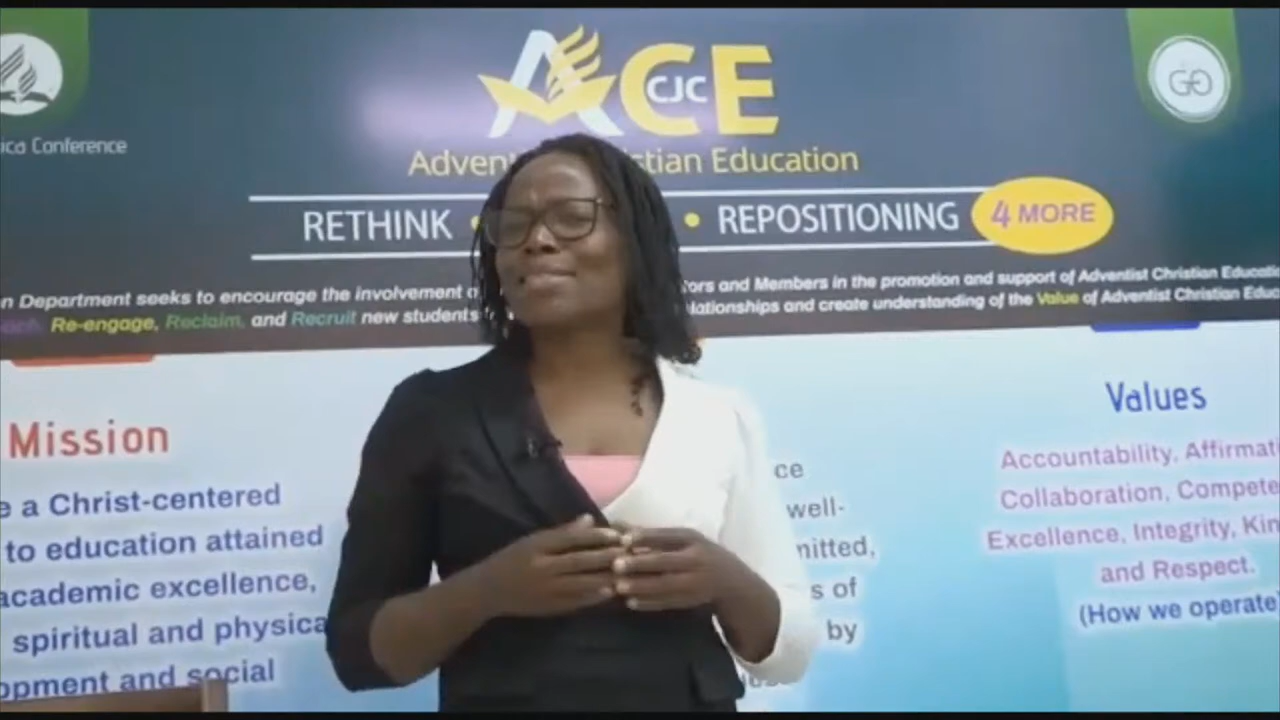 ACE
CJC
Adven stian Education
ica Conference
GG
RETHINK • • REPOSITIONING 4 MORE
n Department seeks to encourage the involvement o tors and Members in the promotion and support of Adventist Christian Educatio
Re-engage, Reclaim, and Recruit new students elationships and create understanding of the Value of Adventist Christian Educ
Mission
e a Christ-centered
to education attained
academic excellence,
spiritual and physica
opment and social
ce
well-
mitted,
s of
by
Values
Accountability, Affirmat
Collaboration, Compete
Excellence, Integrity, Kin
and Respect.
(How we operate)